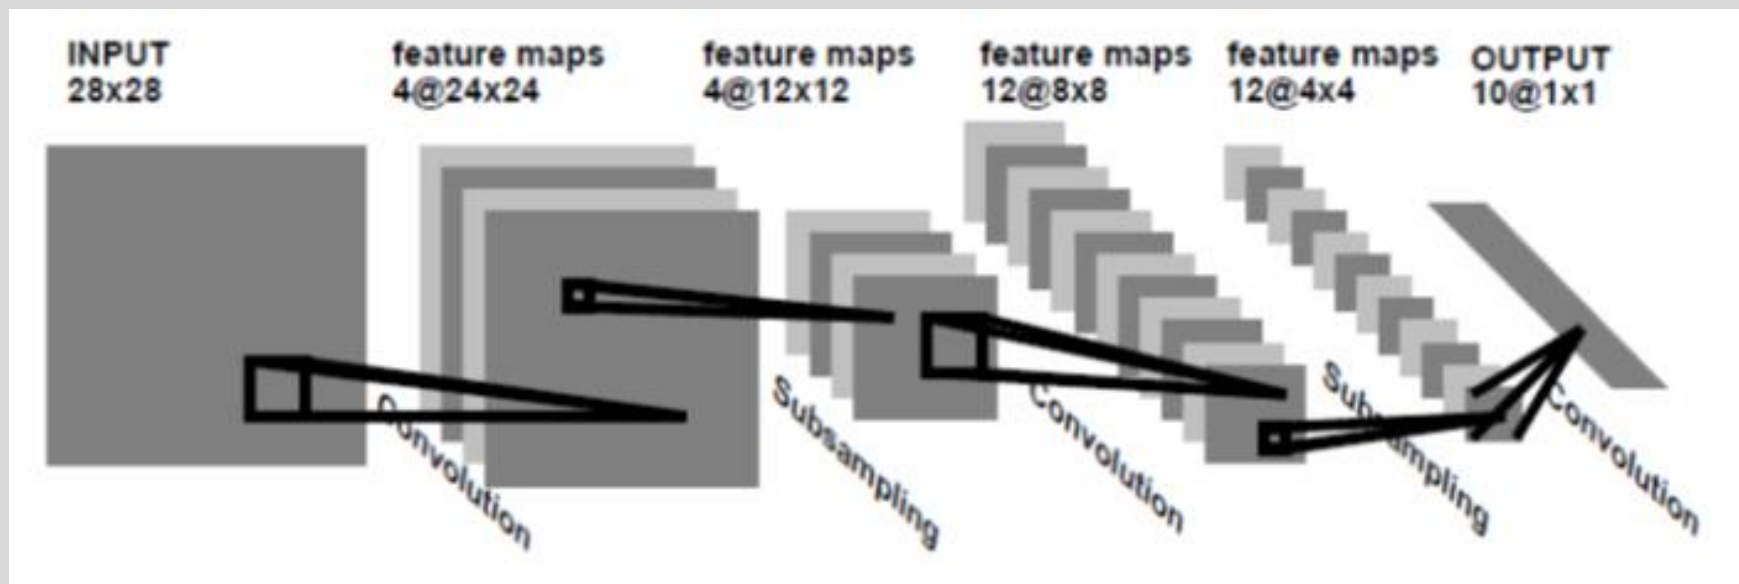 INPUT
28x28
feature maps
4@24x24
feature maps
4@12x12
feature maps
12@8x8
feature maps
12@4x4
OUTPUT
10@1x1
Convolution
Subsampling
Convolution
Subsampling
Convolution